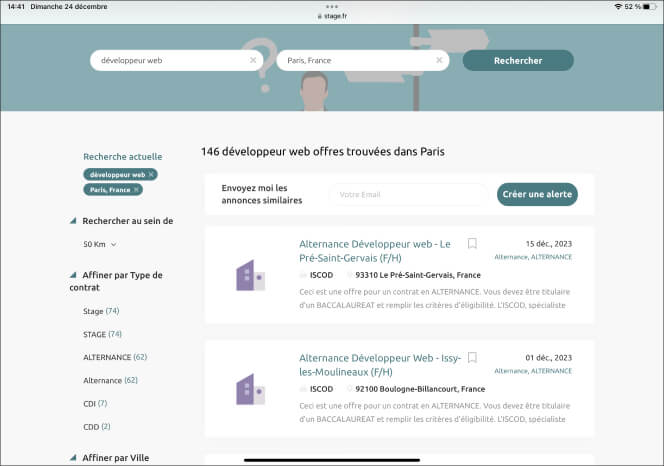 14:41 Dimanche 24 décembre
52 %
stage.fr
développeur web
Paris, France
Rechercher
Recherche actuelle
développeur web
Paris, France
Rechercher au sein de
50 Km
Affiner par Type de
contrat
Stage (74)
STAGE (74)
ALTERNANCE (62)
Alternance (62)
CDI (7)
CDD (2)
Affiner par Ville
146 développeur web offres trouvées dans Paris
Envoyez moi les
annonces similaires
Votre Email
Créer une alerte
Alternance Développeur web - Le
Pré-Saint-Gervais (F/H)
15 déc., 2023
Alternance, ALTERNANCE
ISCOD 93310 Le Pré-Saint-Gervais, France
Ceci est une offre pour un contrat en ALTERNANCE. Vous devez être titulaire
d'un BACCALAUREAT et remplir les critères d'éligibilité. L'ISCOD, spécialiste
Alternance Développeur Web - Issy-
les-Moulineaux (F/H)
01 déc., 2023
Alternance, ALTERNANCE
ISCOD 92100 Boulogne-Billancourt, France
Ceci est une offre pour un contrat en ALTERNANCE. Vous devez être titulaire
d'un BACCALAUREAT et remplir les critères d'éligibilité. L'ISCOD, spécialiste